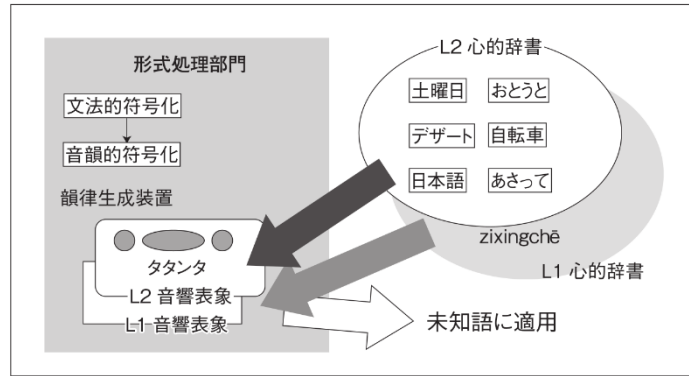 形式処理部門
文法的符号化
音韻的符号化
韻律生成装置
タタンタ
L2 音響表象
L1 音響表象
L2 心的辞書
土曜日 おとうと
デザート 自転車
日本語 あさって
zixingchē
L1 心的辞書
未知語に適用